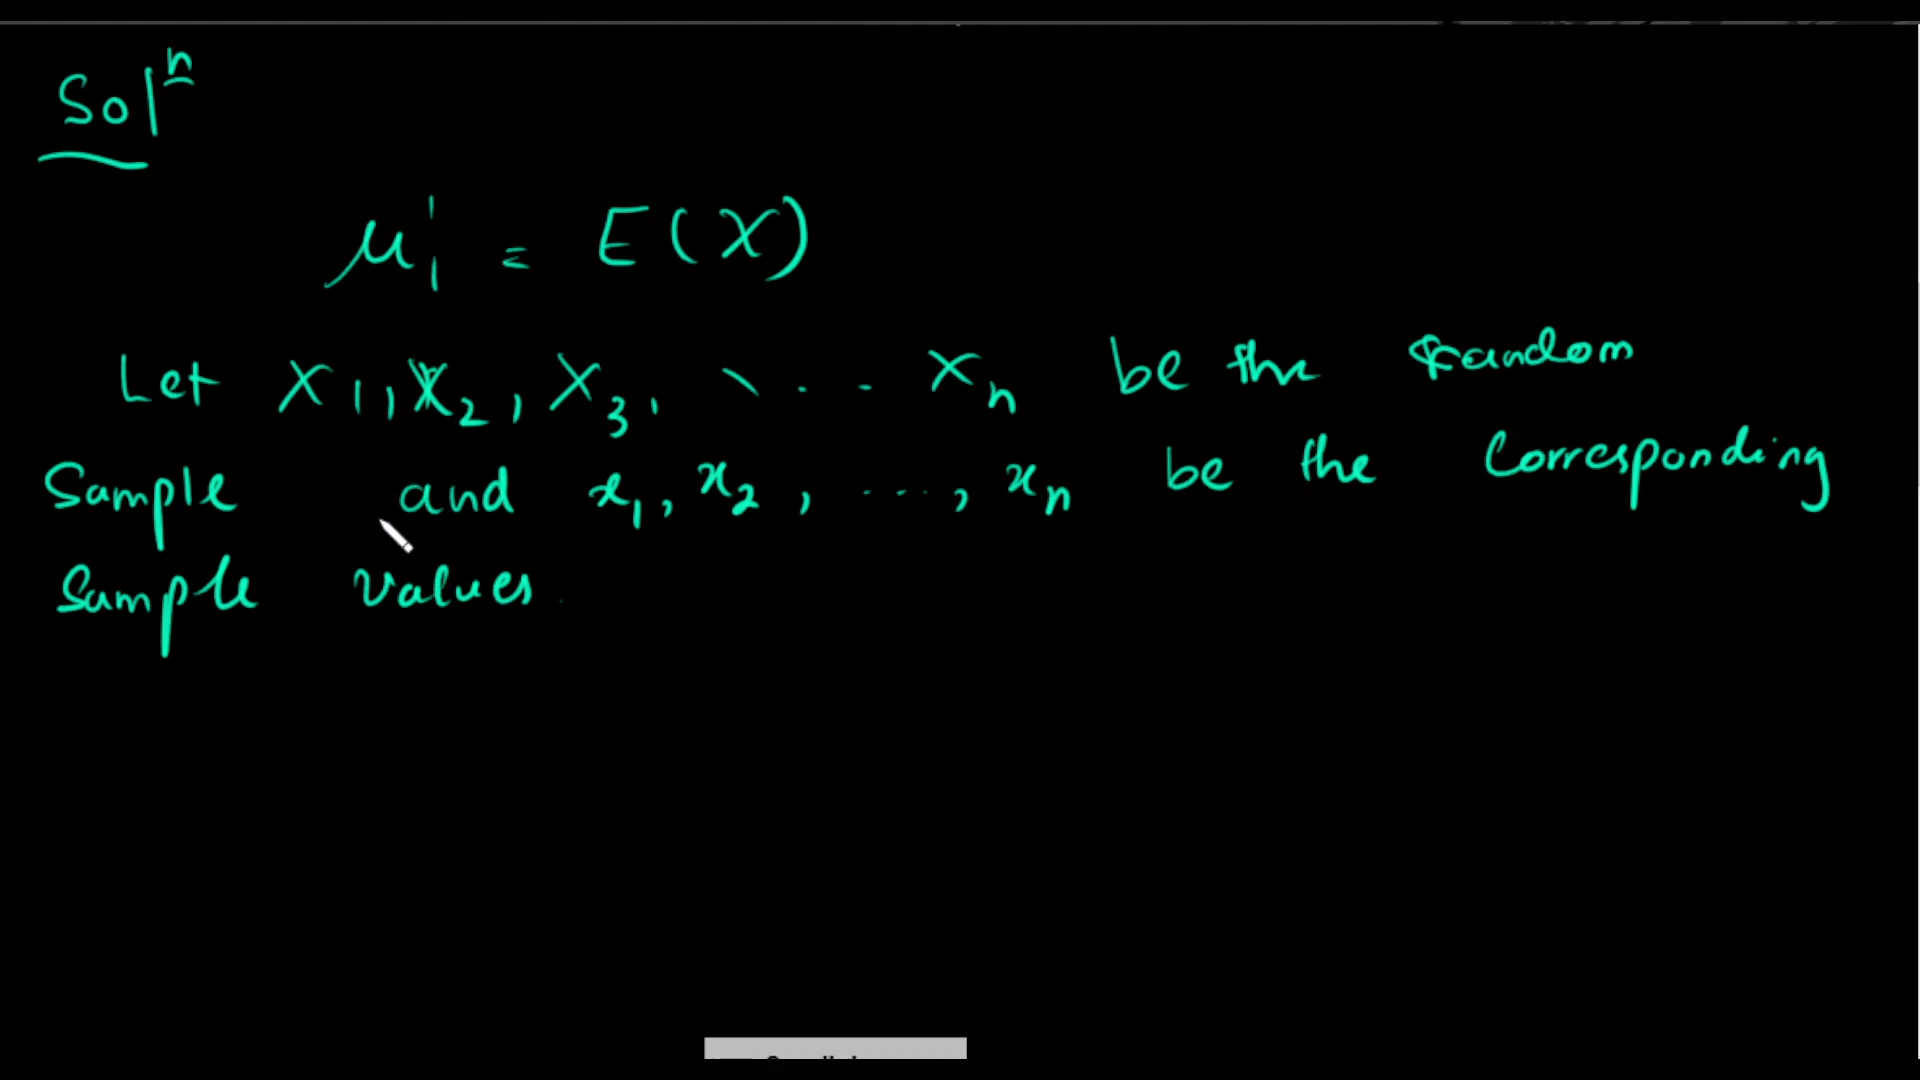 Solⁿ
μ'₁ = E(X)
Let X₁, X₂, X₃, ... Xₙ be the random
Sample and x₁, x₂, ..., xₙ be the Corresponding
Sample values.